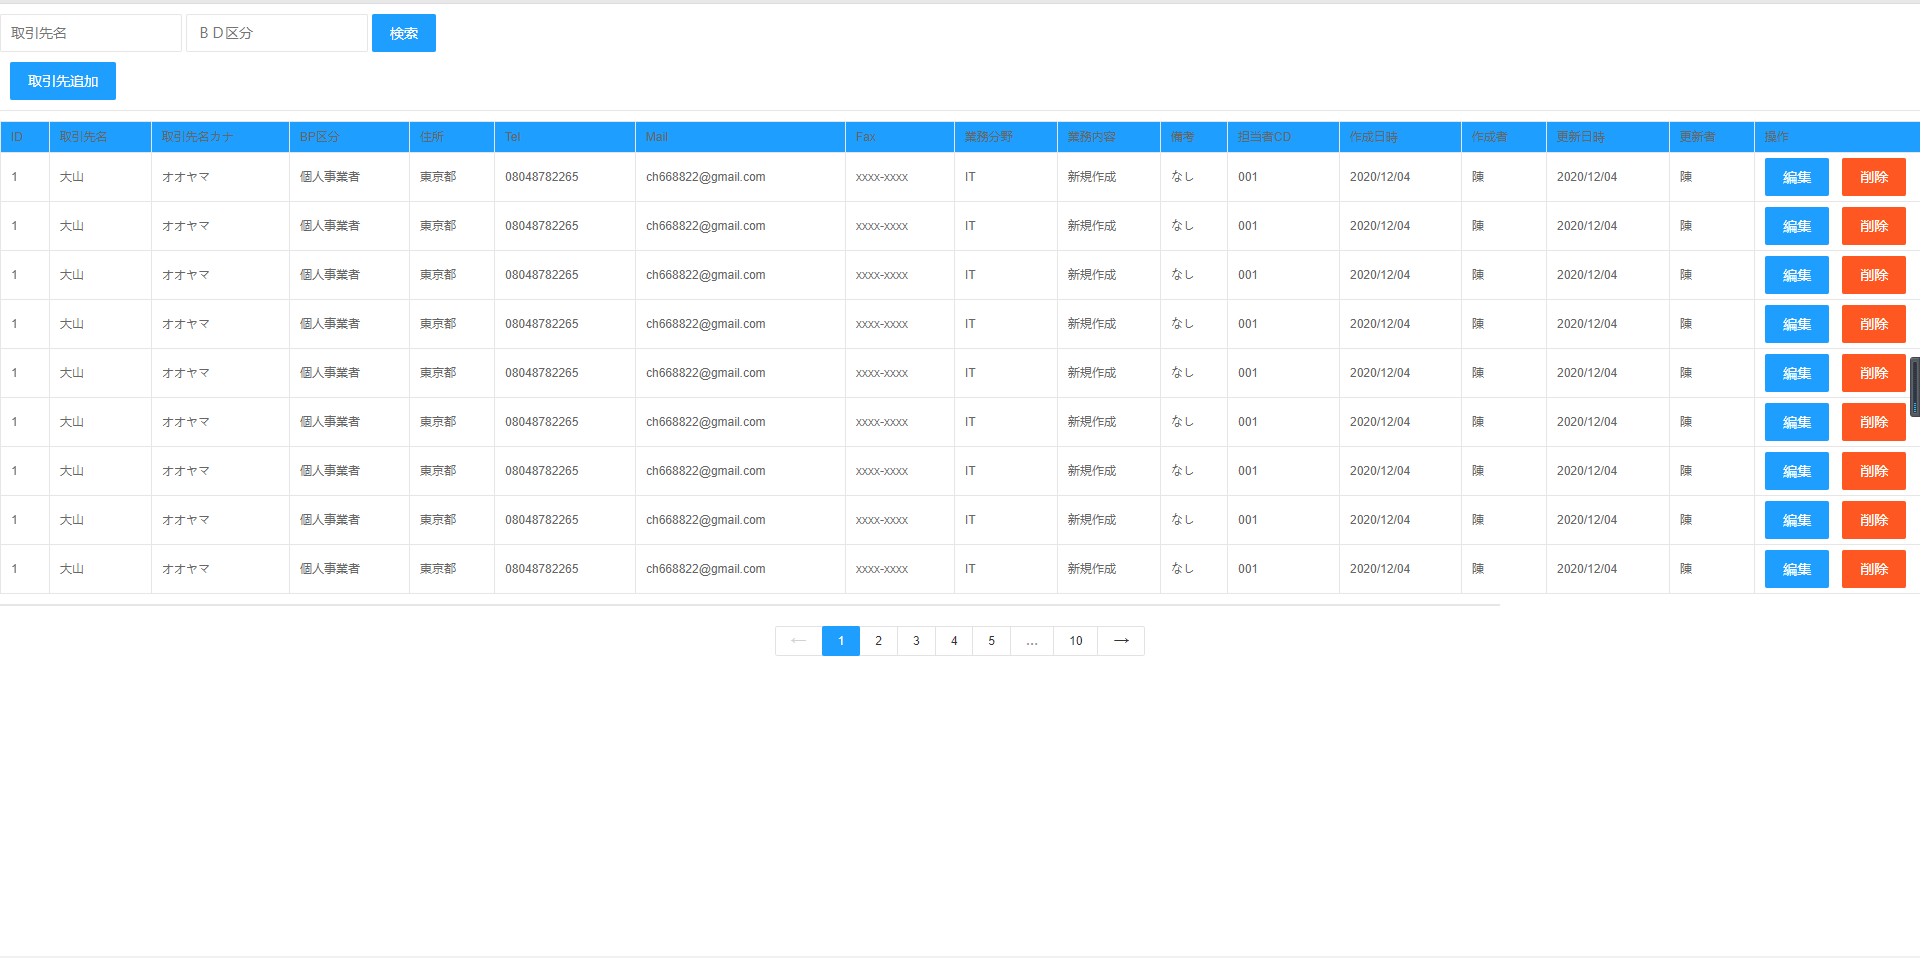 取引先名 ＢＤ区分 検索
取引先追加
ID 取引先名 取引先名カナ BP区分 住所 Tel Mail Fax 業務分野 業務内容 備考 担当者CD 作成日時 作成者 更新日時 更新者 操作
1 大山 オオヤマ 個人事業者 東京都 08048782265 ch668822@gmail.com xxxx-xxxx IT 新規作成 なし 001 2020/12/04 陳 2020/12/04 陳 編集 削除
1 大山 オオヤマ 個人事業者 東京都 08048782265 ch668822@gmail.com xxxx-xxxx IT 新規作成 なし 001 2020/12/04 陳 2020/12/04 陳 編集 削除
1 大山 オオヤマ 個人事業者 東京都 08048782265 ch668822@gmail.com xxxx-xxxx IT 新規作成 なし 001 2020/12/04 陳 2020/12/04 陳 編集 削除
1 大山 オオヤマ 個人事業者 東京都 08048782265 ch668822@gmail.com xxxx-xxxx IT 新規作成 なし 001 2020/12/04 陳 2020/12/04 陳 編集 削除
1 大山 オオヤマ 個人事業者 東京都 08048782265 ch668822@gmail.com xxxx-xxxx IT 新規作成 なし 001 2020/12/04 陳 2020/12/04 陳 編集 削除
1 大山 オオヤマ 個人事業者 東京都 08048782265 ch668822@gmail.com xxxx-xxxx IT 新規作成 なし 001 2020/12/04 陳 2020/12/04 陳 編集 削除
1 大山 オオヤマ 個人事業者 東京都 08048782265 ch668822@gmail.com xxxx-xxxx IT 新規作成 なし 001 2020/12/04 陳 2020/12/04 陳 編集 削除
1 大山 オオヤマ 個人事業者 東京都 08048782265 ch668822@gmail.com xxxx-xxxx IT 新規作成 なし 001 2020/12/04 陳 2020/12/04 陳 編集 削除
1 大山 オオヤマ 個人事業者 東京都 08048782265 ch668822@gmail.com xxxx-xxxx IT 新規作成 なし 001 2020/12/04 陳 2020/12/04 陳 編集 削除
← 1 2 3 4 5 … 10 →